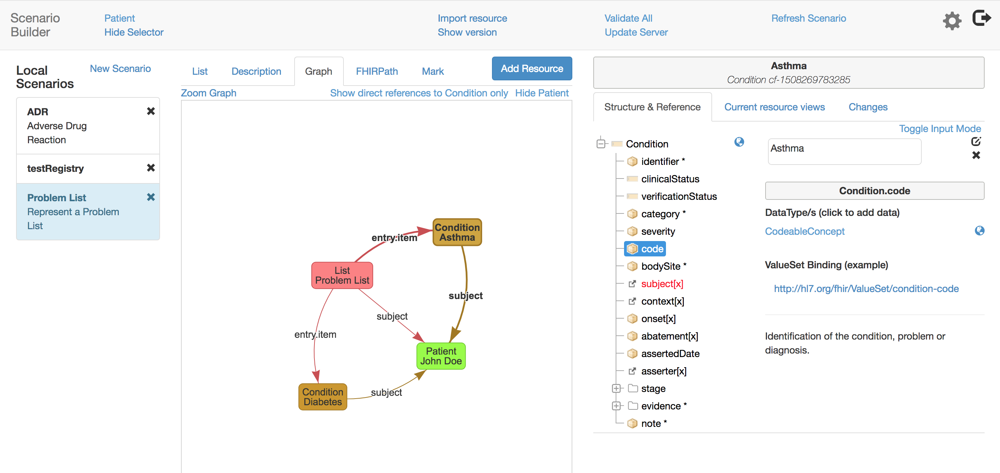 Scenario
Builder
Patient
Hide Selector
Import resource
Show version
Validate All
Update Server
Refresh Scenario
Local
Scenarios
New Scenario
ADR
Adverse Drug
Reaction
testRegistry
Problem List
Represent a Problem
List
List
Description
Graph
FHIRPath
Mark
Add Resource
Zoom Graph
Show direct references to Condition only
Hide Patient
Condition
Asthma
entry.item
List
Problem List
subject
subject
entry.item
Patient
John Doe
Condition
Diabetes
subject
Asthma
Condition cf-1508269783285
Structure & Reference
Current resource views
Changes
Toggle Input Mode
Condition
identifier *
clinicalStatus
verificationStatus
category *
severity
code
bodySite *
subject[x]
context[x]
onset[x]
abatement[x]
assertedDate
asserter[x]
stage
evidence *
note *
Asthma
Condition.code
DataType/s (click to add data)
CodeableConcept
ValueSet Binding (example)
http://hl7.org/fhir/ValueSet/condition-code
Identification of the condition, problem or
diagnosis.